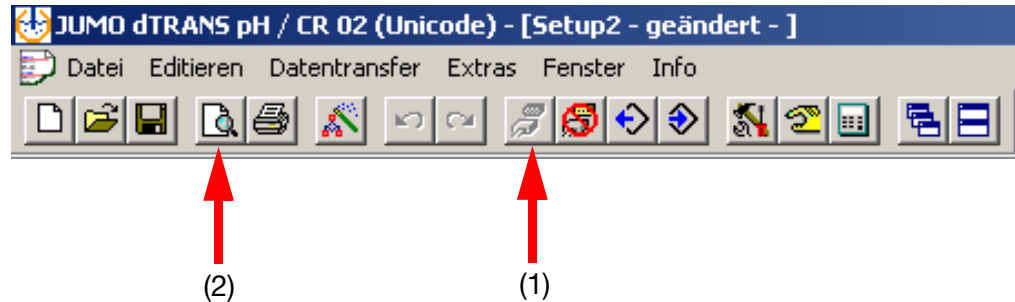 JUMO dTRANS pH / CR 02 (Unicode) - [Setup2 - geändert - ]
Datei Editieren Datentransfer Extras Fenster Info
(2) (1)